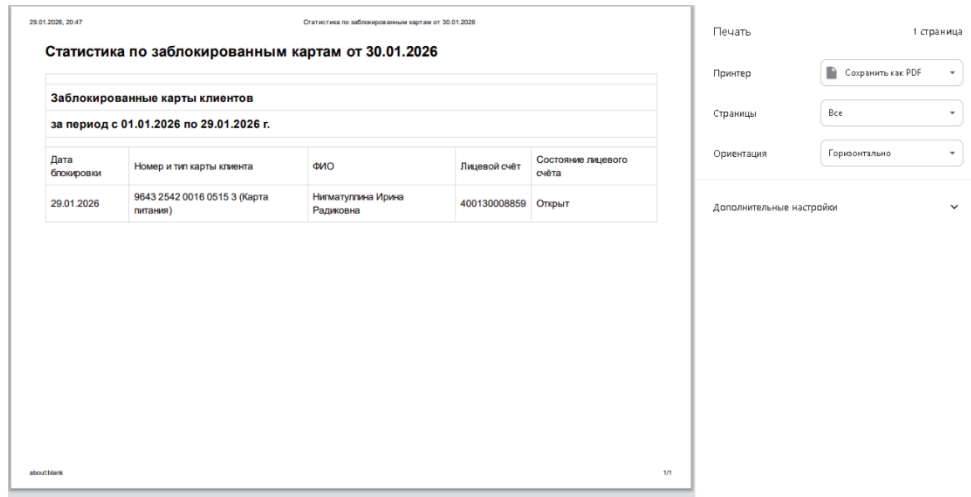 29.01.2026, 20:47
Статистика по заблокированным картам от 30.01.2026
Статистика по заблокированным картам от 30.01.2026
Заблокированные карты клиентов
за период с 01.01.2026 по 29.01.2026 г.
Дата блокировки
Номер и тип карты клиента
ФИО
Лицевой счёт
Состояние лицевого счёта
29.01.2026
9643 2542 0016 0515 3 (Карта питания)
Нигматуллина Ирина Радиковна
400130008859
Открыт
about:blank
1/1
Печать
1 страница
Принтер
Сохранить как PDF
Страницы
Все
Ориентация
Горизонтально
Дополнительные настройки